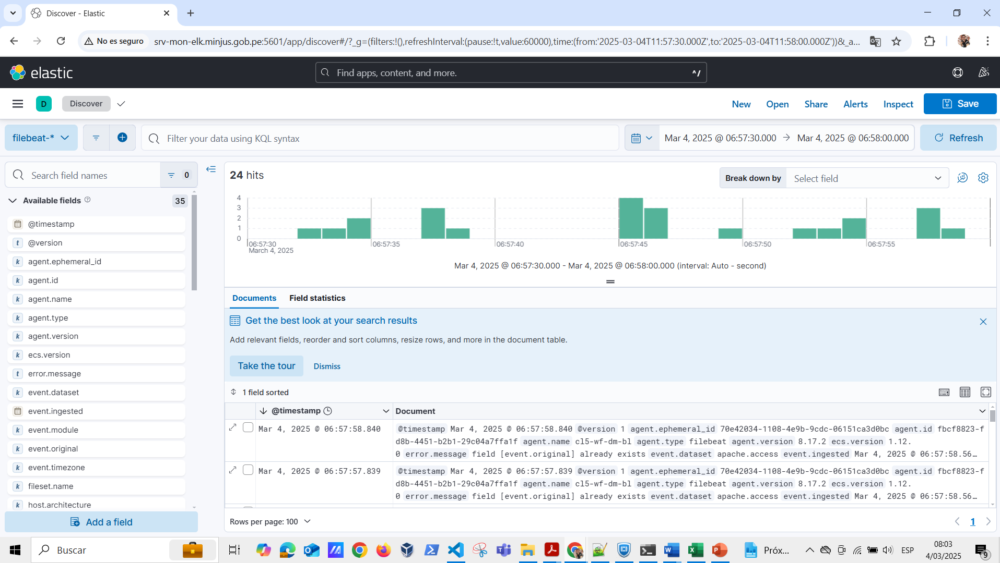 Discover - Elastic
No es seguro
srv-mon-elk.minjus.gob.pe:5601/app/discover#/?_g=(filters:!(),refreshInterval:(pause:!t,value:60000),time:(from:'2025-03-04T11:57:30.000Z',to:'2025-03-04T11:58:00.000Z'))&_a...
elastic
Find apps, content, and more.
^/
D
Discover
New
Open
Share
Alerts
Inspect
Save
filebeat-*
Filter your data using KQL syntax
Mar 4, 2025 @ 06:57:30.000 → Mar 4, 2025 @ 06:58:00.000
Refresh
Search field names
0
Available fields
35
@timestamp
t @version
k agent.ephemeral_id
k agent.id
k agent.name
k agent.type
k agent.version
k ecs.version
t error.message
k event.dataset
event.ingested
k event.module
k event.original
k event.timezone
k fileset.name
k host.architecture
Add a field
24 hits
Break down by
Select field
4
3
2
1
0
06:57:30
March 4, 2025
06:57:35
06:57:40
06:57:45
06:57:50
06:57:55
Mar 4, 2025 @ 06:57:30.000 - Mar 4, 2025 @ 06:58:00.000 (interval: Auto - second)
Documents
Field statistics
Get the best look at your search results
Add relevant fields, reorder and sort columns, resize rows, and more in the document table.
Take the tour
Dismiss
1 field sorted
@timestamp
Document
Mar 4, 2025 @ 06:57:58.840
@timestamp Mar 4, 2025 @ 06:57:58.840 @version 1 agent.ephemeral_id 70e42034-1108-4e9b-9cdc-06151ca3d0bc agent.id fbcf8823-f
d8b-4451-b2b1-29c04a7ffa1f agent.name cl5-wf-dm-bl agent.type filebeat agent.version 8.17.2 ecs.version 1.12.
0 error.message field [event.original] already exists event.dataset apache.access event.ingested Mar 4, 2025 @ 06:57:58.56…
Mar 4, 2025 @ 06:57:57.839
@timestamp Mar 4, 2025 @ 06:57:57.839 @version 1 agent.ephemeral_id 70e42034-1108-4e9b-9cdc-06151ca3d0bc agent.id fbcf8823-f
d8b-4451-b2b1-29c04a7ffa1f agent.name cl5-wf-dm-bl agent.type filebeat agent.version 8.17.2 ecs.version 1.12.
0 error.message field [event.original] already exists event.dataset apache.access event.ingested Mar 4, 2025 @ 06:57:58.56…
Rows per page: 100
1
Buscar
Próx...
ESP
08:03
4/03/2025
9